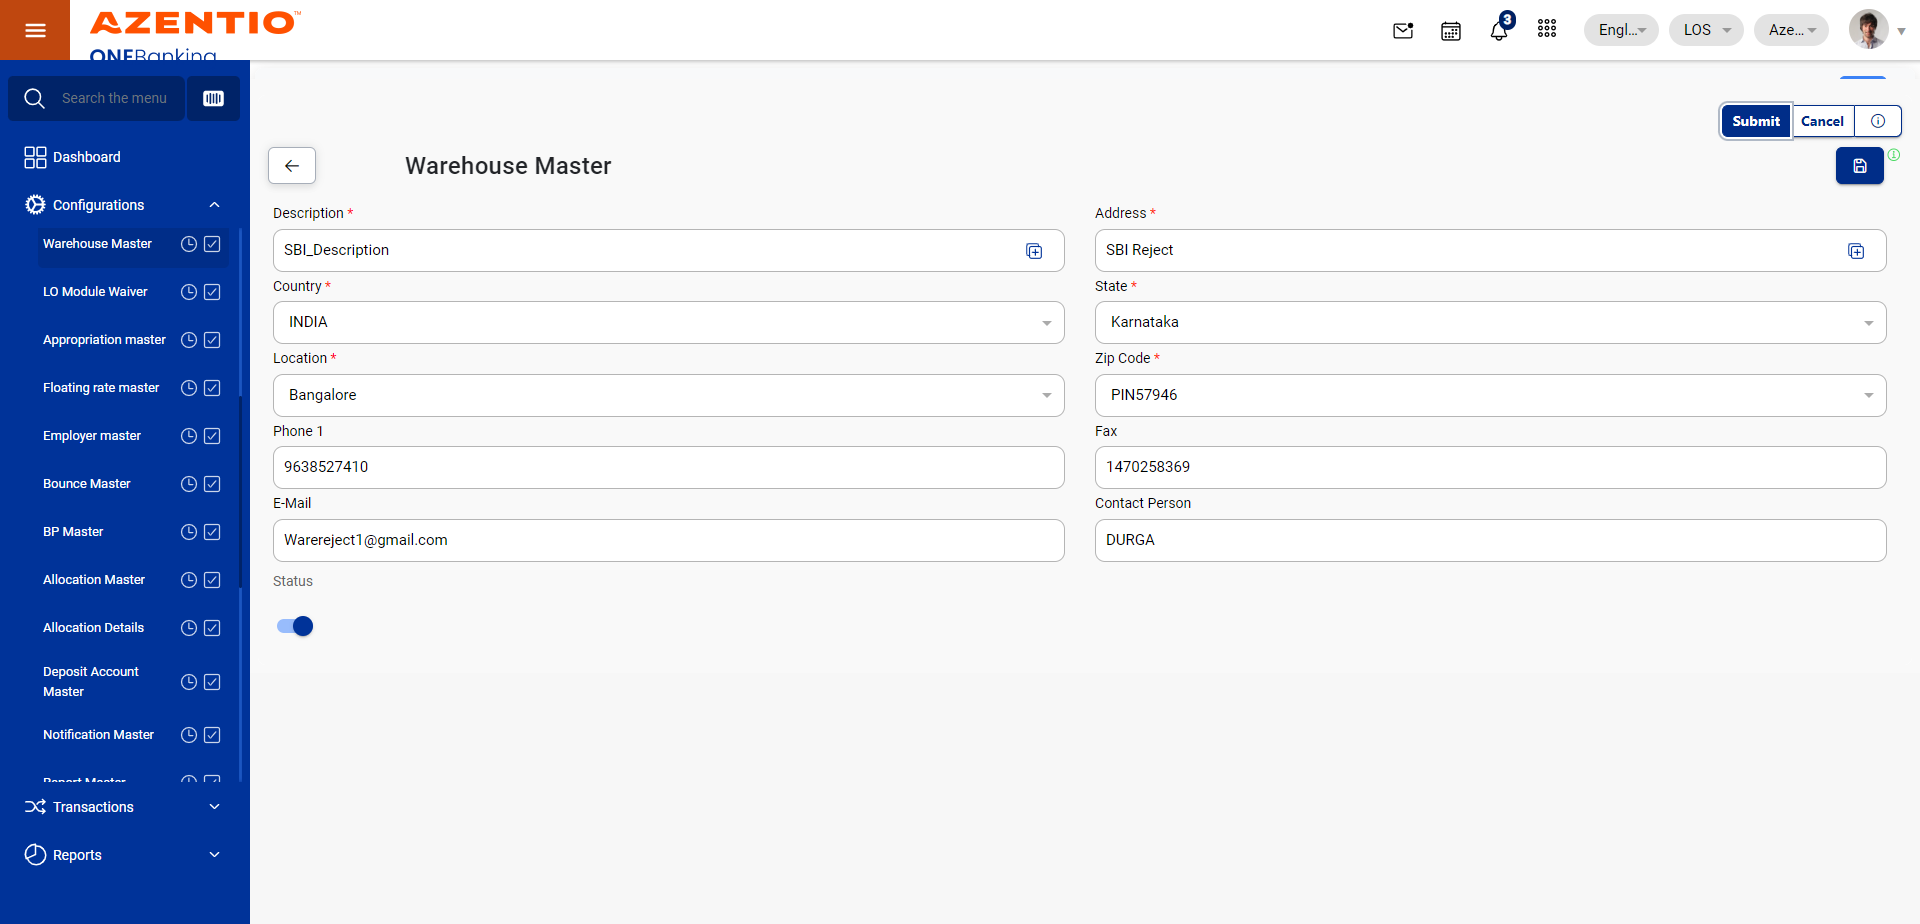 AZENTIO™
ONEBanking
3
Engl...
LOS
Aze...
Search the menu
Dashboard
Configurations
Warehouse Master
LO Module Waiver
Appropriation master
Floating rate master
Employer master
Bounce Master
BP Master
Allocation Master
Allocation Details
Deposit Account
Master
Notification Master
Report Master
Transactions
Reports
Submit
Cancel
Warehouse Master
Description *
SBI_Description
Address *
SBI Reject
Country *
INDIA
State *
Karnataka
Location *
Bangalore
Zip Code *
PIN57946
Phone 1
9638527410
Fax
1470258369
E-Mail
Warereject1@gmail.com
Contact Person
DURGA
Status